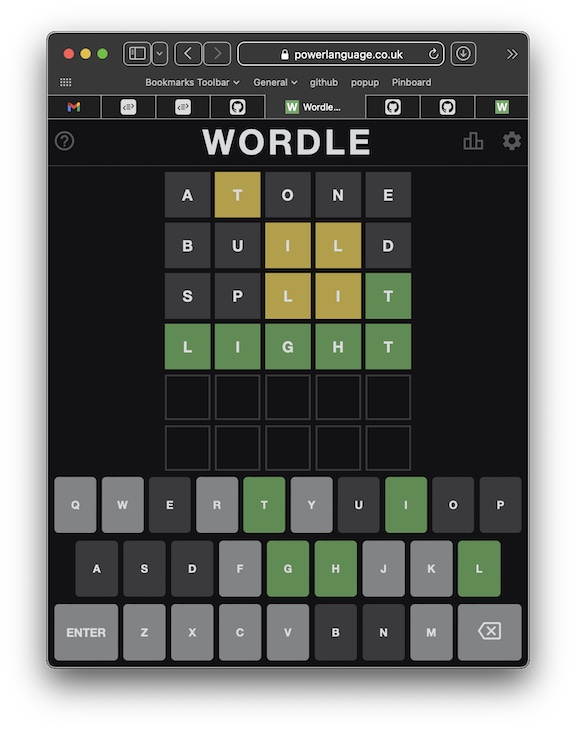 powerlanguage.co.uk
Bookmarks Toolbar General github popup Pinboard
M <=> <=> W Wordle... W
? WORDLE
A T O N E
B U I L D
S P L I T
L I G H T
Q W E R T Y U I O P
A S D F G H J K L
ENTER Z X C V B N M